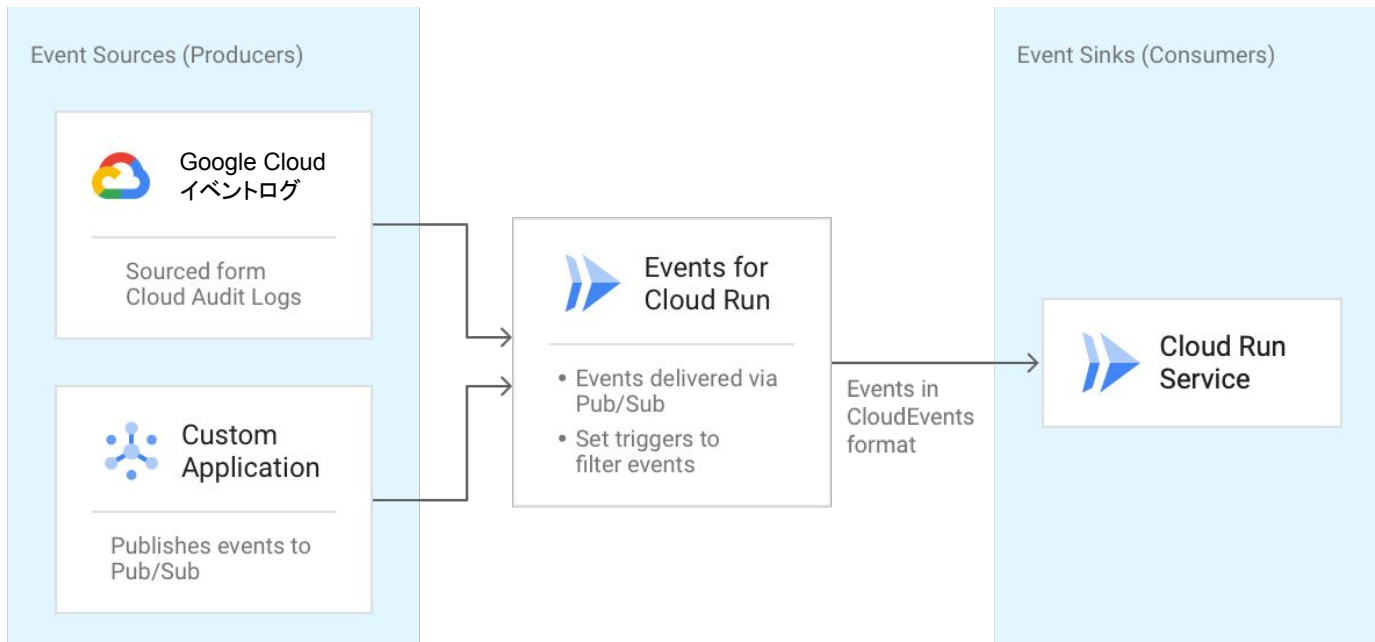 Event Sources (Producers)
Google Cloud
イベントログ
Sourced form
Cloud Audit Logs
Custom
Application
Publishes events to
Pub/Sub
Events for
Cloud Run
• Events delivered via
Pub/Sub
• Set triggers to
filter events
Events in
CloudEvents
format
Event Sinks (Consumers)
Cloud Run
Service